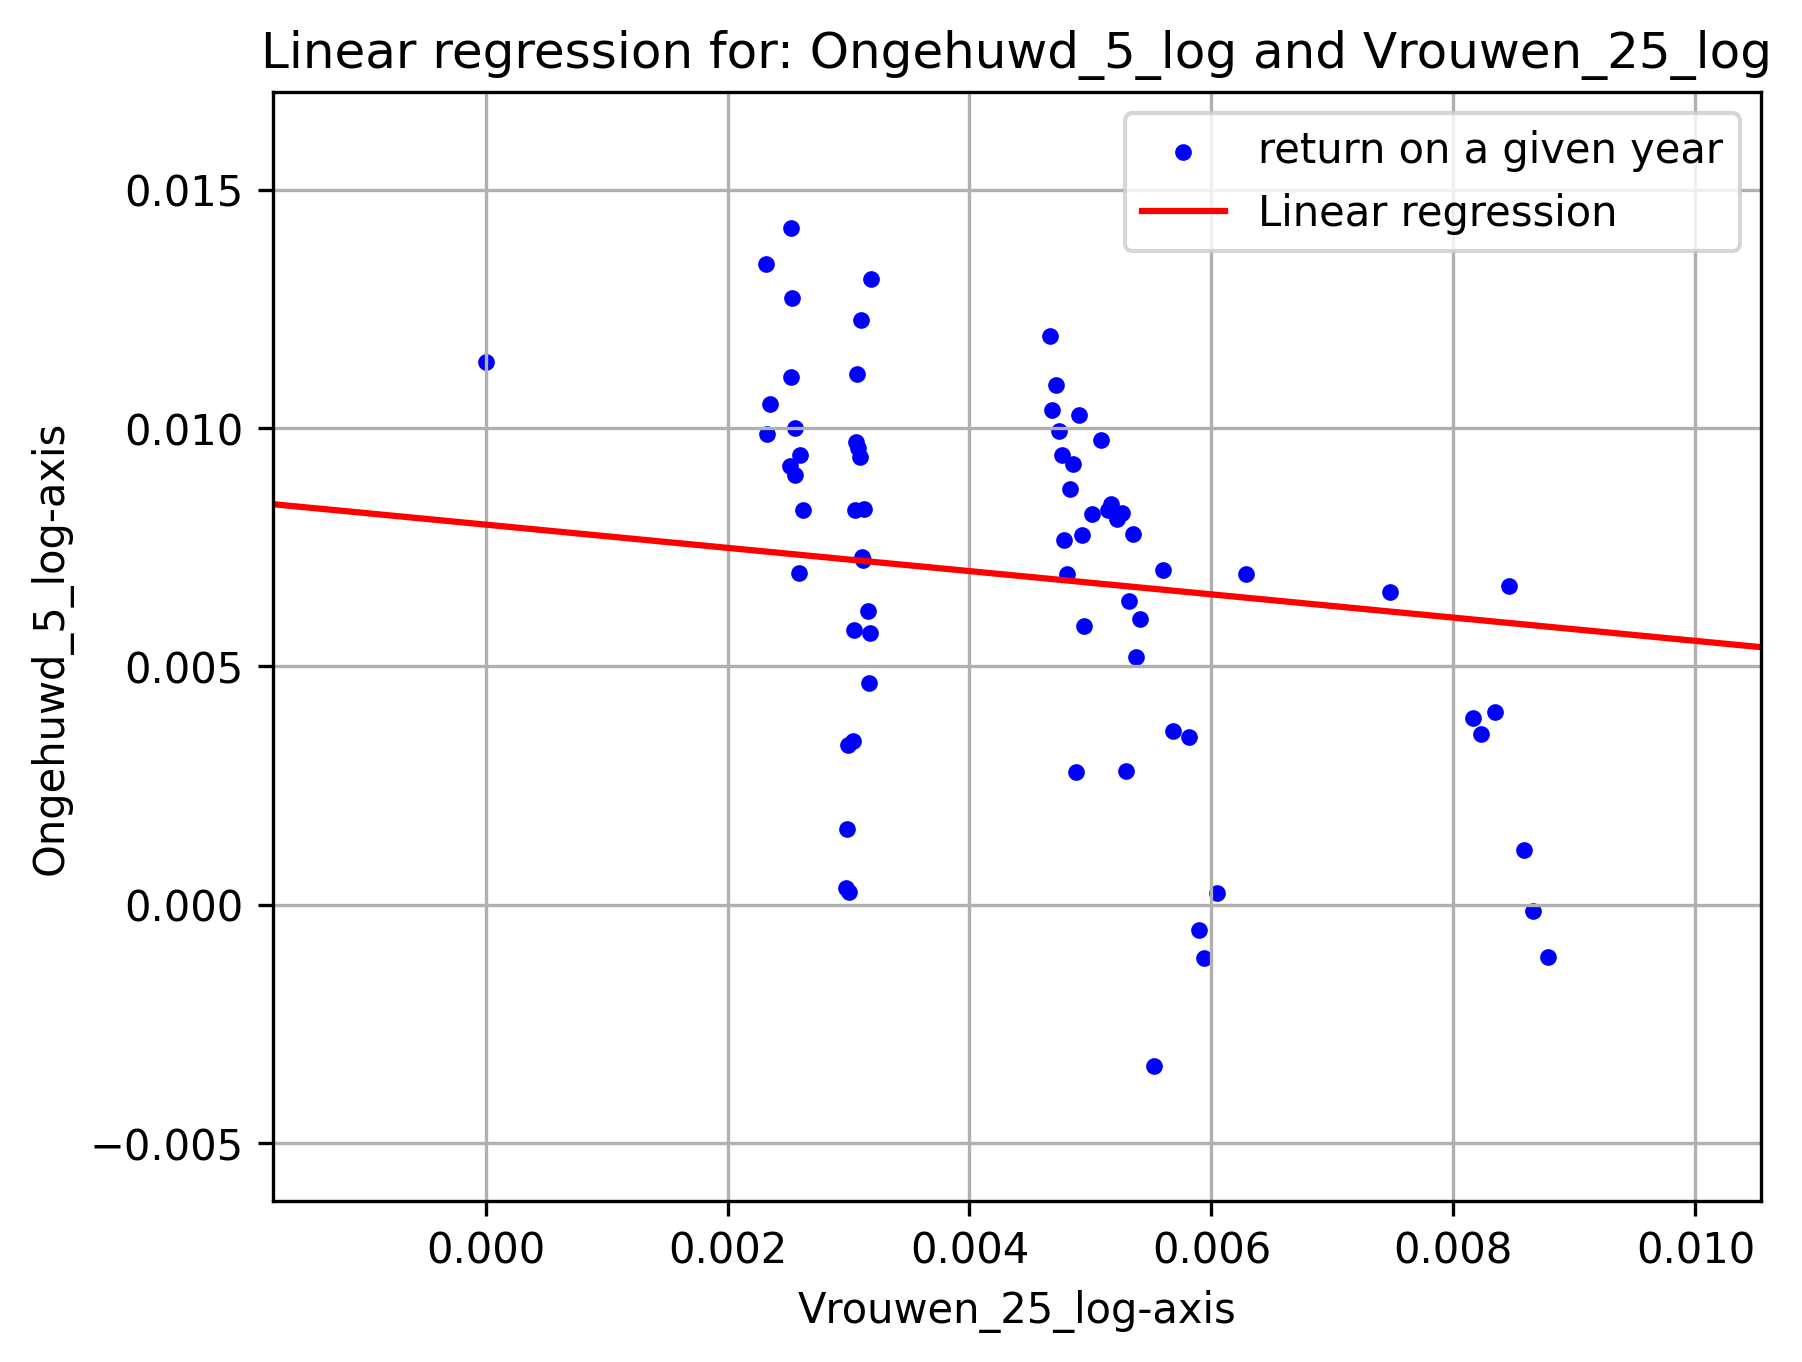 Linear regression for: Ongehuwd_5_log and Vrouwen_25_log
return on a given year
Linear regression
0.015
0.010
0.005
0.000
−0.005
Ongehuwd_5_log-axis
0.000 0.002 0.004 0.006 0.008 0.010
Vrouwen_25_log-axis